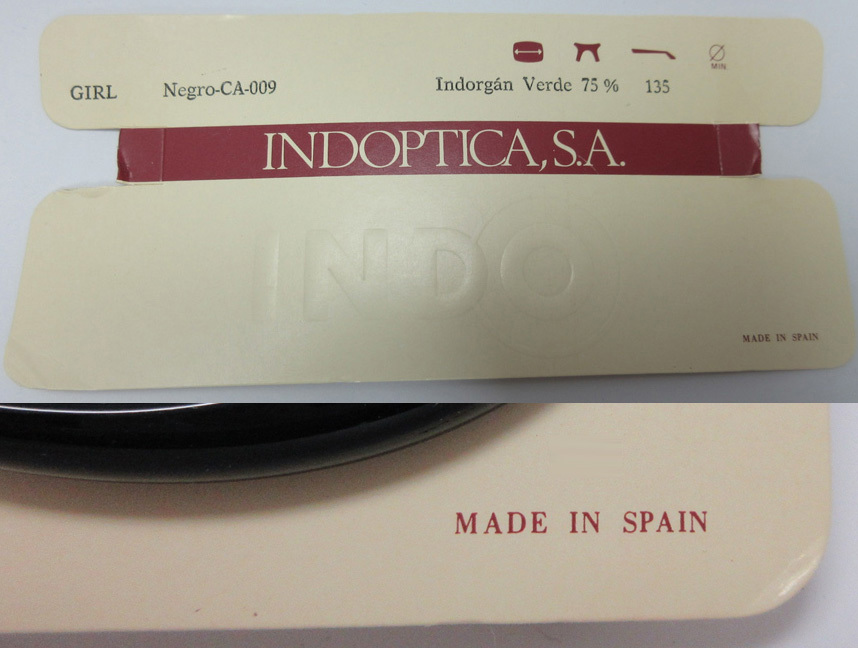 MIN
GIRL Negro-CA-009 Indorgán Verde 75 % 135
INDOPTICA, S.A.
INDO
MADE IN SPAIN
MADE IN SPAIN